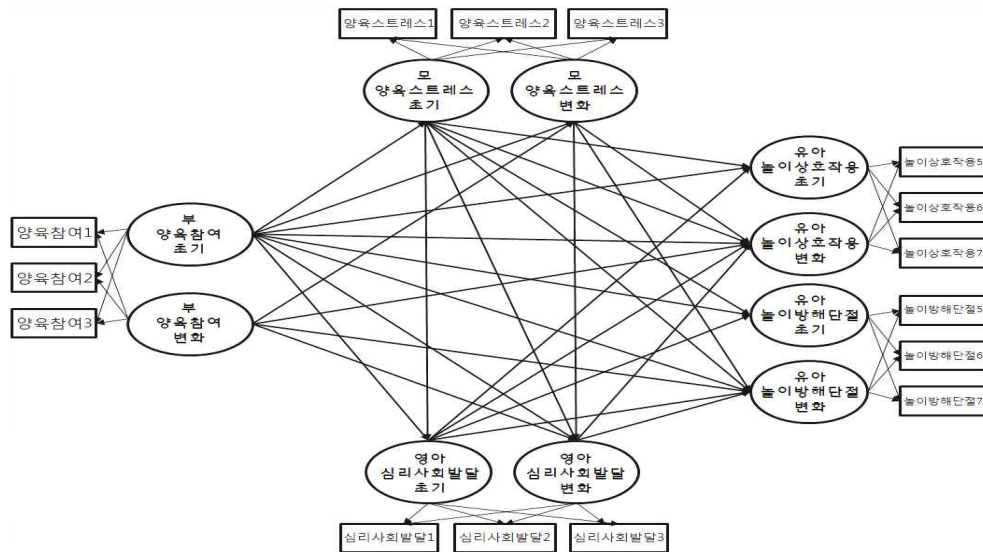 양육스트레스1
양육스트레스2
양육스트레스3
모
양육스트레스
초기
모
양육스트레스
변화
유아
놀이상호작용
초기
놀이상호작용5
놀이상호작용6
놀이상호작용7
유아
놀이상호작용
변화
부
양육참여
초기
양육참여1
양육참여2
양육참여3
부
양육참여
변화
유아
놀이방해단절
초기
놀이방해단절5
놀이방해단절6
놀이방해단절7
유아
놀이방해단절
변화
영아
심리사회발달
초기
영아
심리사회발달
변화
심리사회발달1
심리사회발달2
심리사회발달3